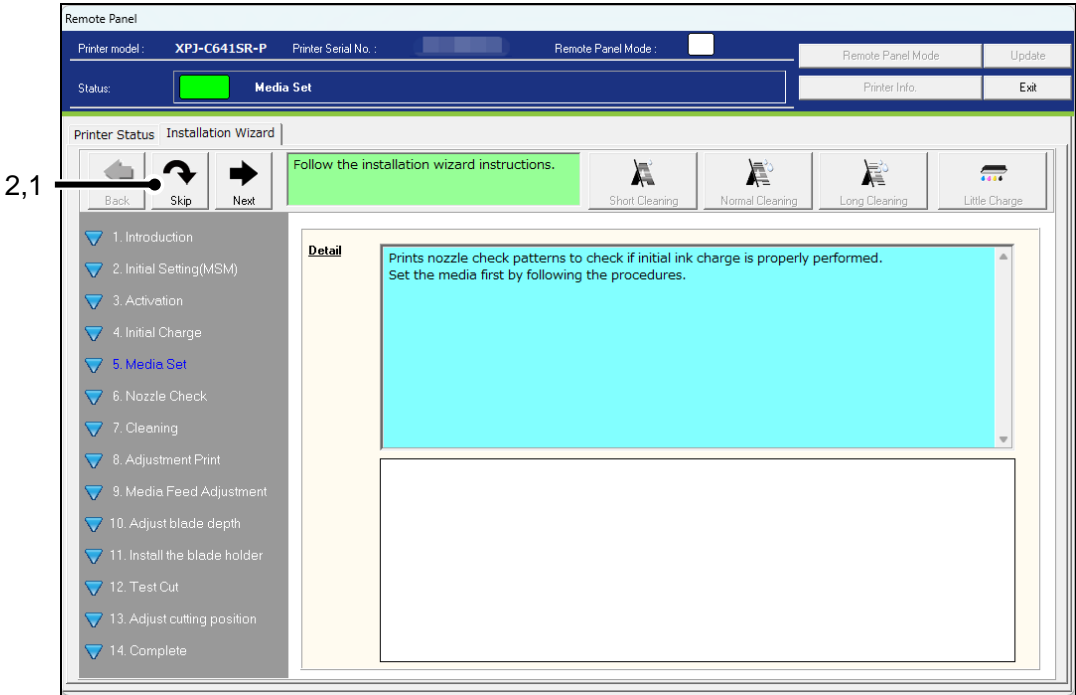 Remote Panel
Printer model : XPJ-C641SR-P Printer Serial No. : Remote Panel Mode :
Remote Panel Mode Update
Status: Media Set
Printer Info. Exit
Printer Status Installation Wizard
2,1
Back Skip Next
Follow the installation wizard instructions.
Short Cleaning Normal Cleaning Long Cleaning Little Charge
1. Introduction
2. Initial Setting(MSM)
3. Activation
4. Initial Charge
5. Media Set
6. Nozzle Check
7. Cleaning
8. Adjustment Print
9. Media Feed Adjustment
10. Adjust blade depth
11. Install the blade holder
12. Test Cut
13. Adjust cutting position
14. Complete
Detail
Prints nozzle check patterns to check if initial ink charge is properly performed.
Set the media first by following the procedures.